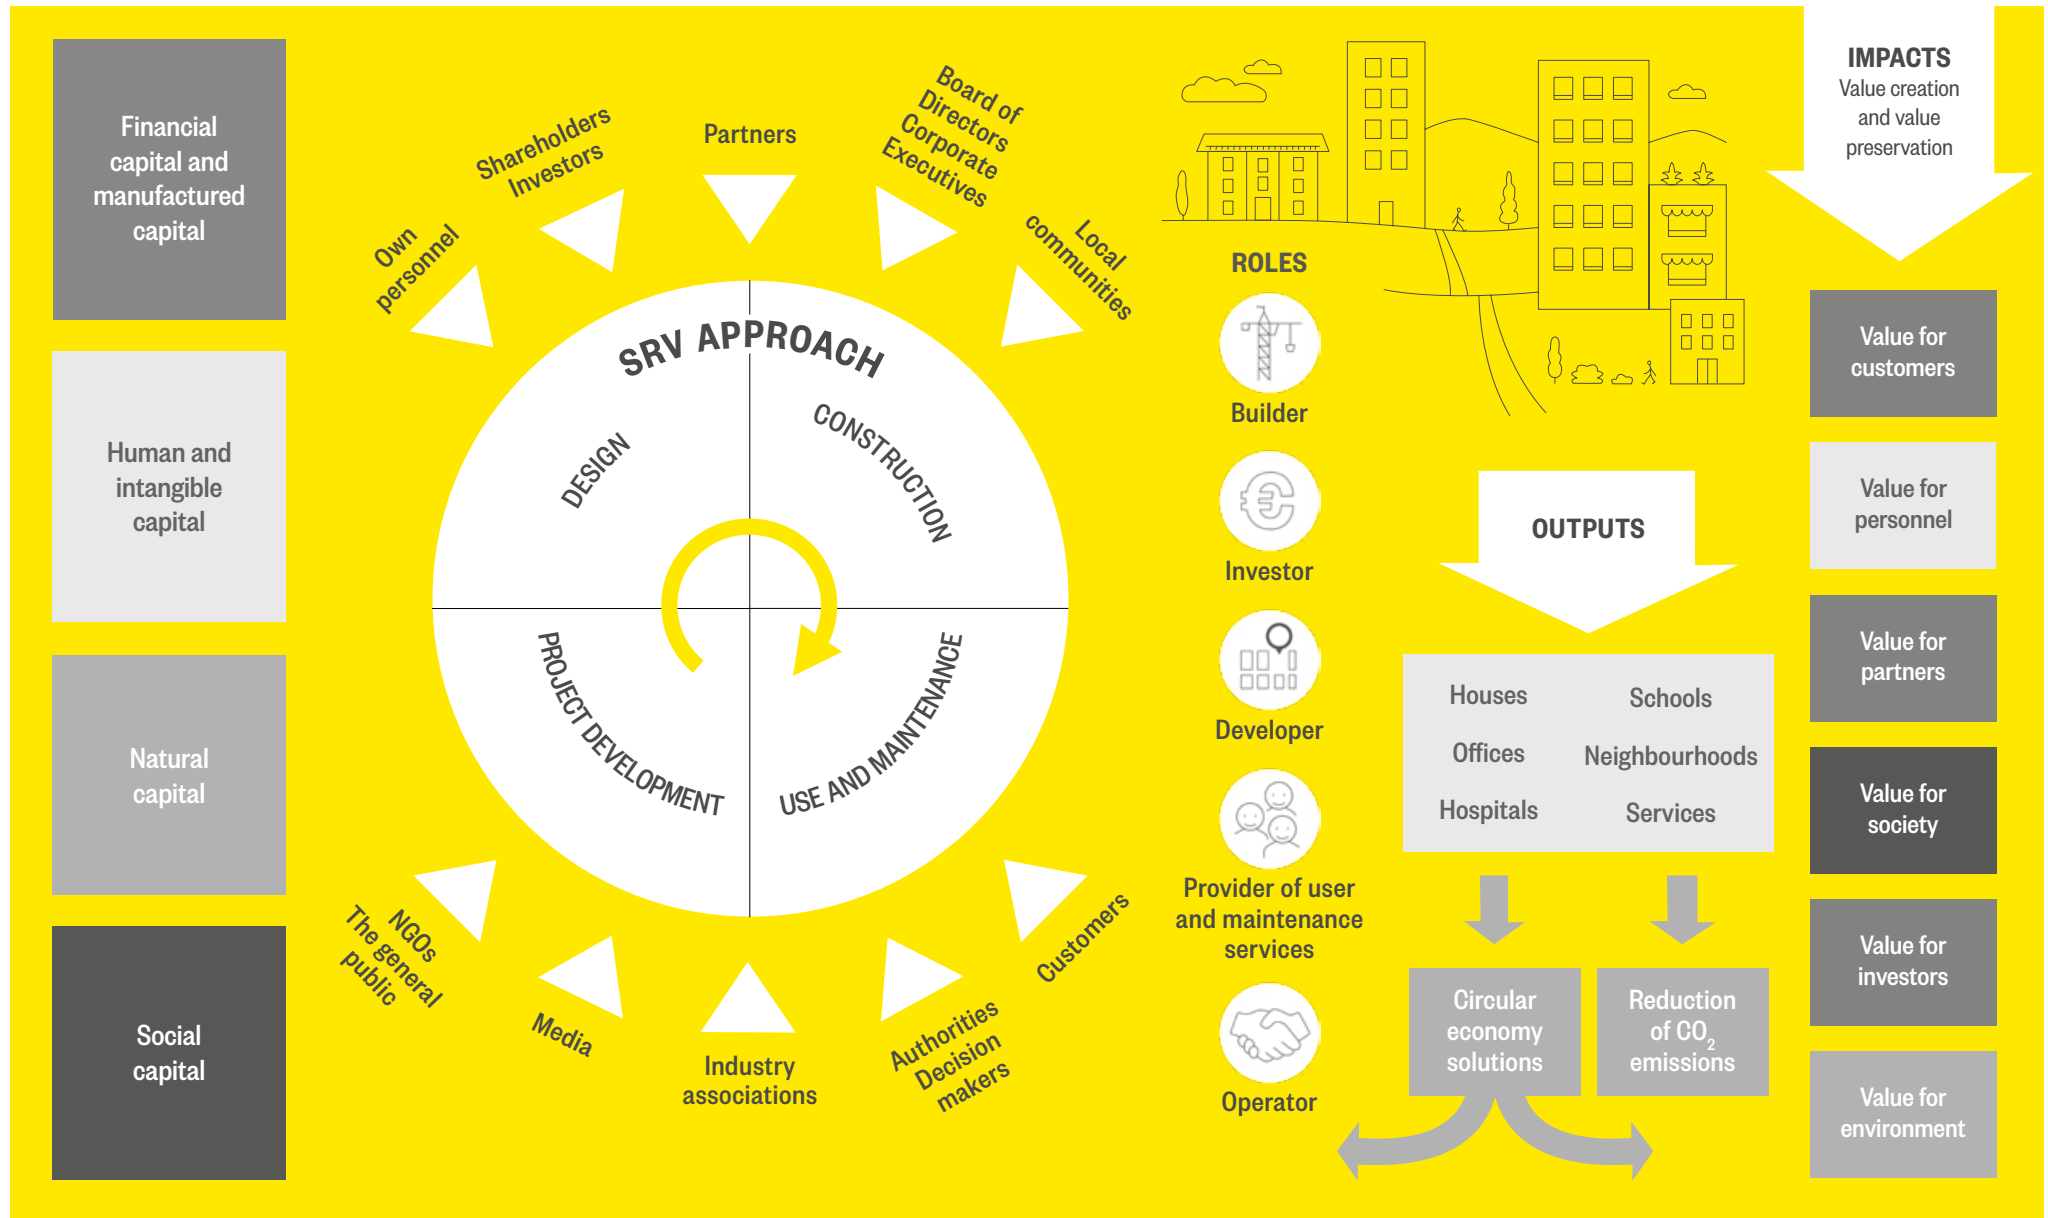 Financial
capital and
manufactured
capital
Human and
intangible
capital
Natural
capital
Social
capital
Own
personnel
Shareholders
Investors
Partners
Board of
Directors
Corporate
Executives
Local
communities
SRV APPROACH
DESIGN
CONSTRUCTION
PROJECT DEVELOPMENT
USE AND MAINTENANCE
NGOs
The general
public
Media
Industry
associations
Authorities
Decision
makers
Customers
ROLES
Builder
Investor
Developer
Provider of user
and maintenance
services
Operator
OUTPUTS
Houses
Offices
Hospitals
Schools
Neighbourhoods
Services
Circular
economy
solutions
Reduction
of CO₂
emissions
IMPACTS
Value creation
and value
preservation
Value for
customers
Value for
personnel
Value for
partners
Value for
society
Value for
investors
Value for
environment